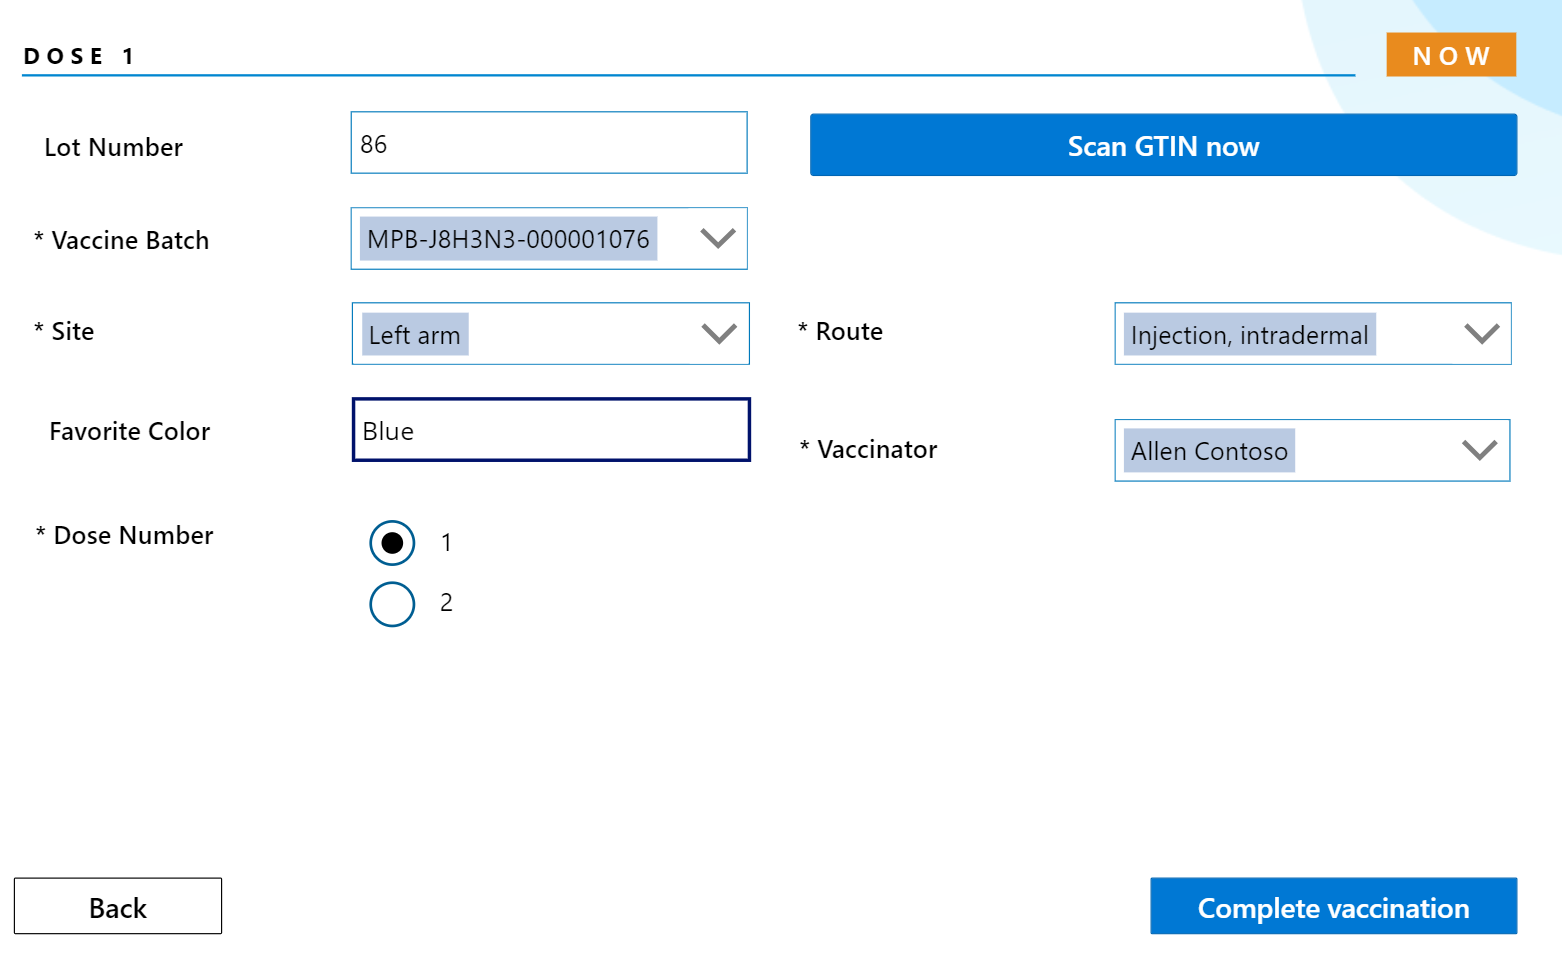 DOSE 1
NOW
Lot Number
86
Scan GTIN now
* Vaccine Batch
MPB-J8H3N3-000001076
* Site
Left arm
* Route
Injection, intradermal
Favorite Color
Blue
* Vaccinator
Allen Contoso
* Dose Number
1
2
Back
Complete vaccination